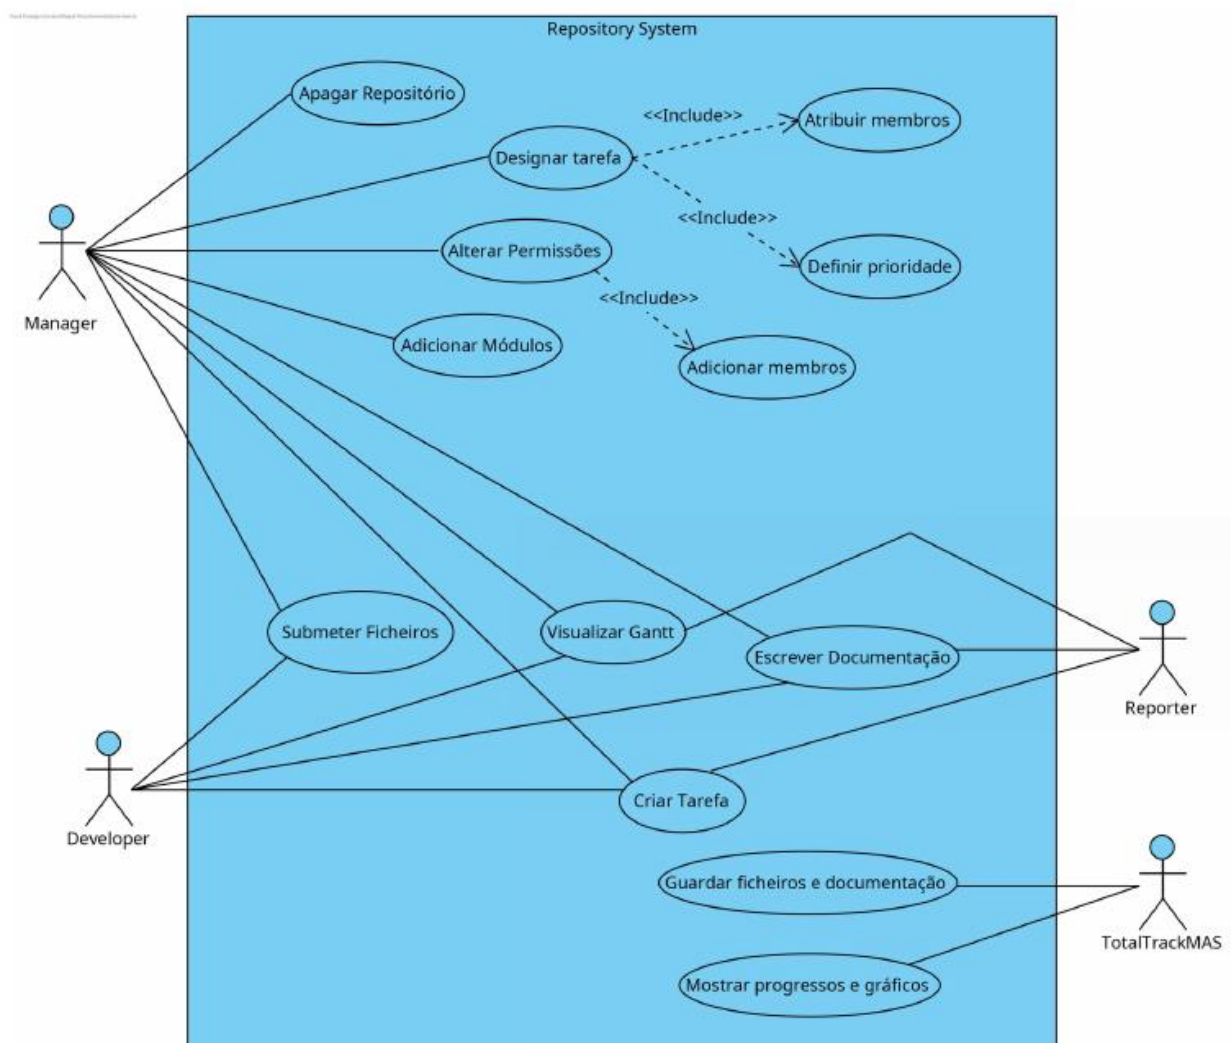 Repository System
Apagar Repositório
<<Include>>
Atribuir membros
Designar tarefa
<<Include>>
Alterar Permissões
Definir prioridade
<<Include>>
Manager
Adicionar Módulos
Adicionar membros
Submeter Ficheiros
Visualizar Gantt
Escrever Documentação
Reporter
Criar Tarefa
Developer
Guardar ficheiros e documentação
TotalTrackMAS
Mostrar progressos e gráficos